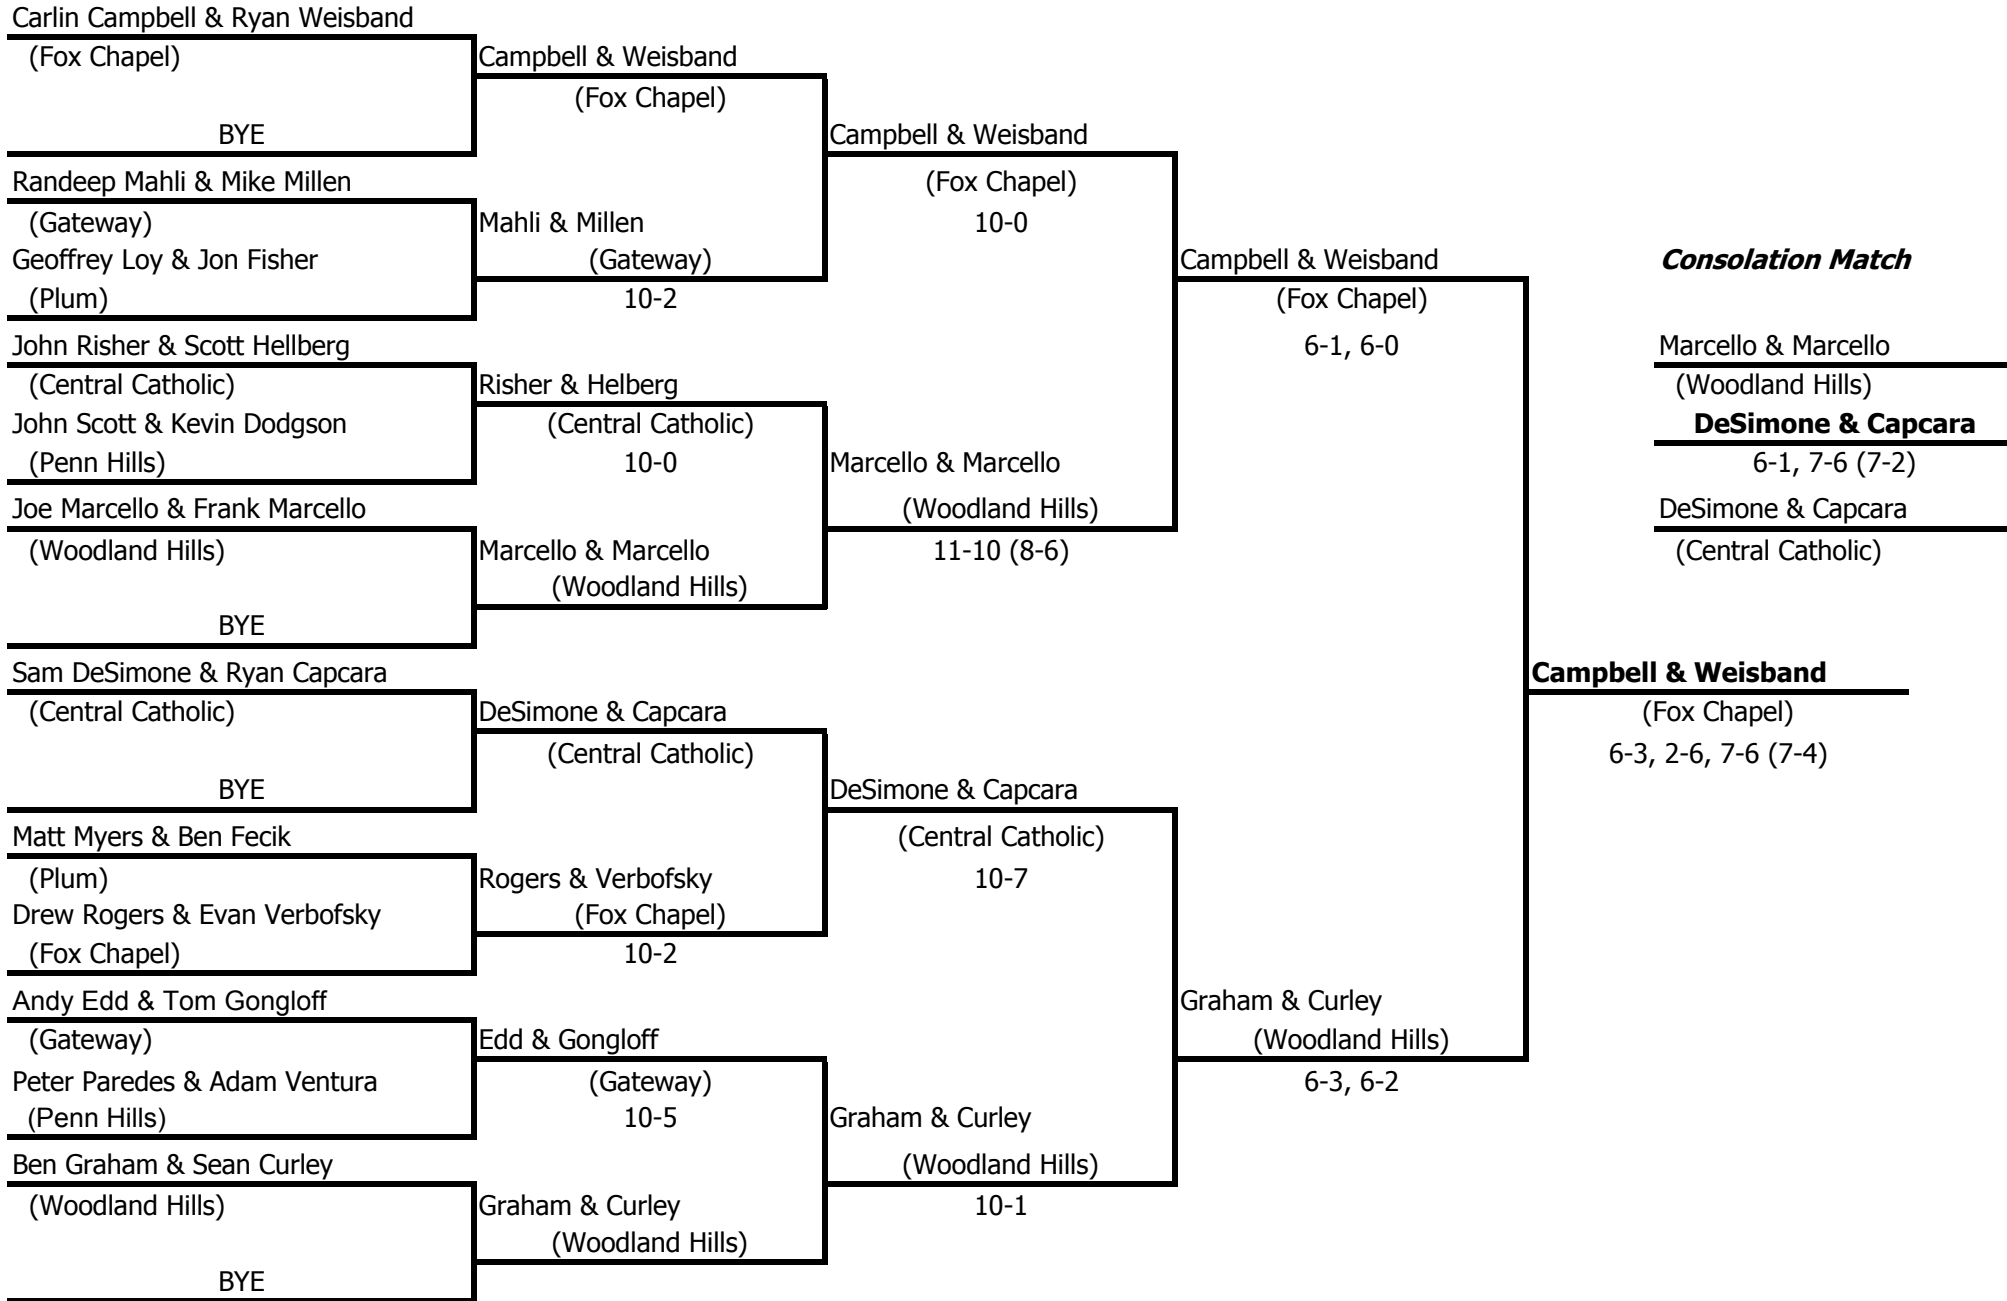 Carlin Campbell & Ryan Weisband
(Fox Chapel)
BYE
Randeep Mahli & Mike Millen
(Gateway)
Geoffrey Loy & Jon Fisher
(Plum)
John Risher & Scott Hellberg
(Central Catholic)
John Scott & Kevin Dodgson
(Penn Hills)
Joe Marcello & Frank Marcello
(Woodland Hills)
BYE
Sam DeSimone & Ryan Capcara
(Central Catholic)
BYE
Matt Myers & Ben Fecik
(Plum)
Drew Rogers & Evan Verbofsky
(Fox Chapel)
Andy Edd & Tom Gongloff
(Gateway)
Peter Paredes & Adam Ventura
(Penn Hills)
Ben Graham & Sean Curley
(Woodland Hills)
BYE
Campbell & Weisband
(Fox Chapel)
Mahli & Millen
(Gateway)
10-2
Risher & Helberg
(Central Catholic)
10-0
Marcello & Marcello
(Woodland Hills)
DeSimone & Capcara
(Central Catholic)
Rogers & Verbofsky
(Fox Chapel)
10-2
Edd & Gongloff
(Gateway)
10-5
Graham & Curley
(Woodland Hills)
Campbell & Weisband
(Fox Chapel)
10-0
Marcello & Marcello
(Woodland Hills)
11-10 (8-6)
DeSimone & Capcara
(Central Catholic)
10-7
Graham & Curley
(Woodland Hills)
10-1
Campbell & Weisband
(Fox Chapel)
6-1, 6-0
Graham & Curley
(Woodland Hills)
6-3, 6-2
Campbell & Weisband
(Fox Chapel)
6-3, 2-6, 7-6 (7-4)
Consolation Match
Marcello & Marcello
(Woodland Hills)
DeSimone & Capcara
6-1, 7-6 (7-2)
DeSimone & Capcara
(Central Catholic)